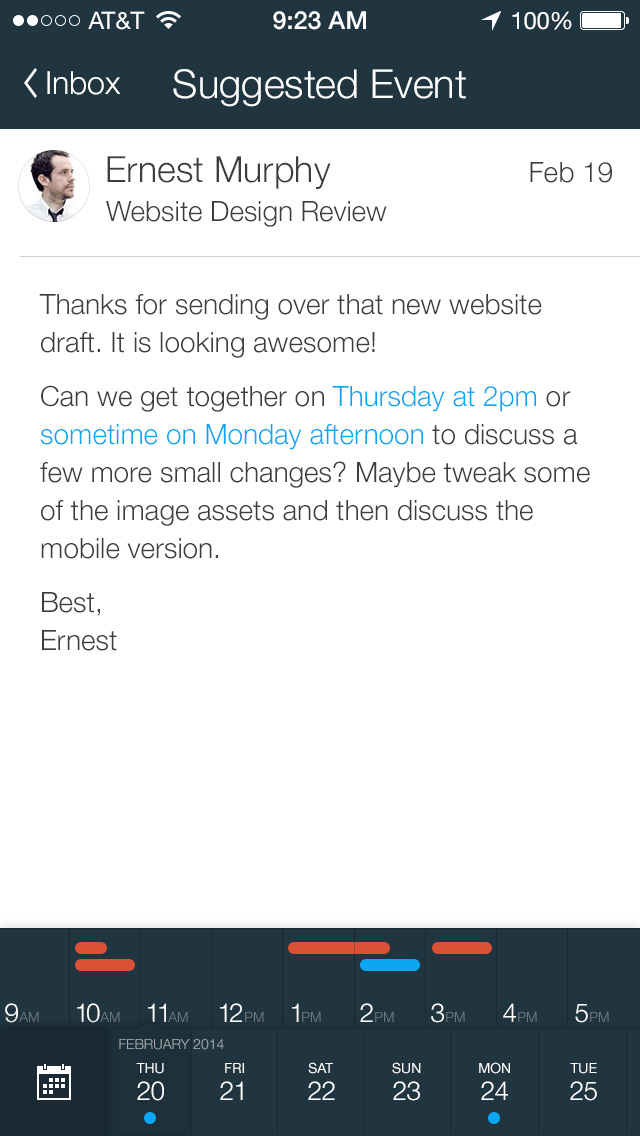 AT&T 9:23 AM 100%
Inbox Suggested Event
Ernest Murphy Feb 19
Website Design Review
Thanks for sending over that new website
draft. It is looking awesome!
Can we get together on Thursday at 2pm or
sometime on Monday afternoon to discuss a
few more small changes? Maybe tweak some
of the image assets and then discuss the
mobile version.
Best,
Ernest
9AM 10AM 11AM 12PM 1PM 2PM 3PM 4PM 5PM
FEBRUARY 2014
THU FRI SAT SUN MON TUE
20 21 22 23 24 25